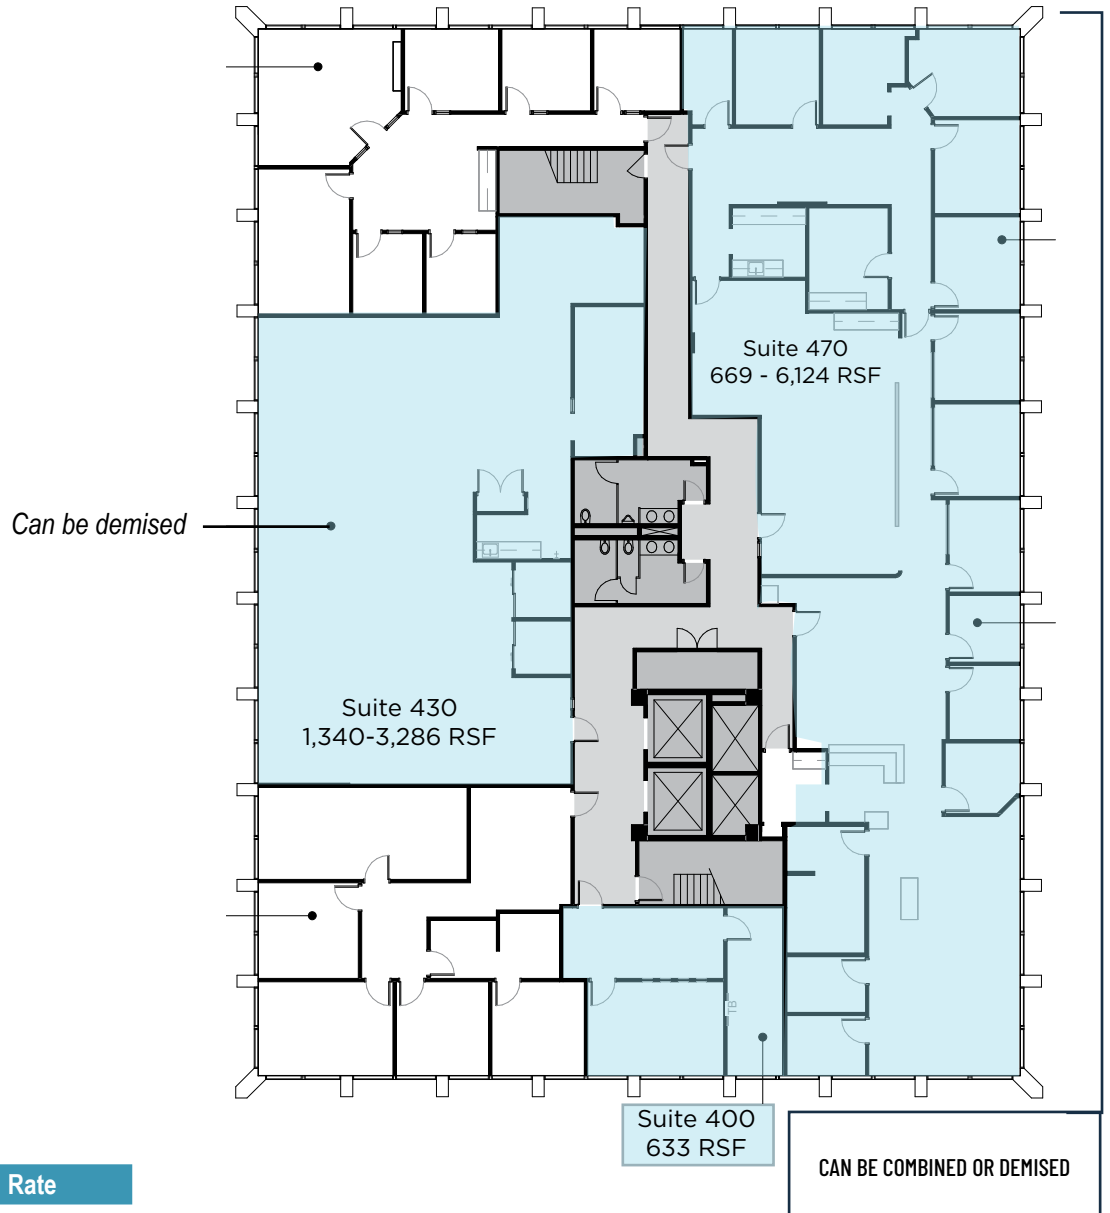 Suite 470
669 - 6,124 RSF
Can be demised
Suite 430
1,340-3,286 RSF
TB
Suite 400
633 RSF
CAN BE COMBINED OR DEMISED
Rate